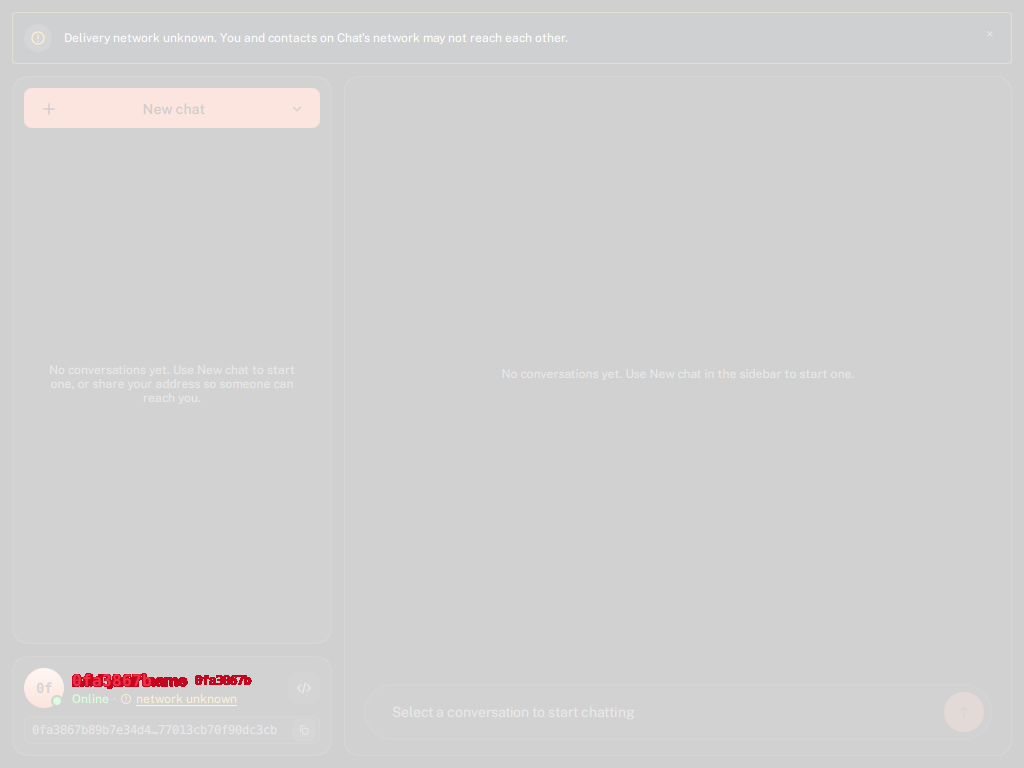 Delivery network unknown. You and contacts on Chat's network may not reach each other.
×
New chat
No conversations yet. Use New chat to start
one, or share your address so someone can
reach you.
No conversations yet. Use New chat in the sidebar to start one.
0f
0fa3867b
Online · network unknown
0fa3867b89b7e34d4…77013cb70f90dc3cb
Select a conversation to start chatting